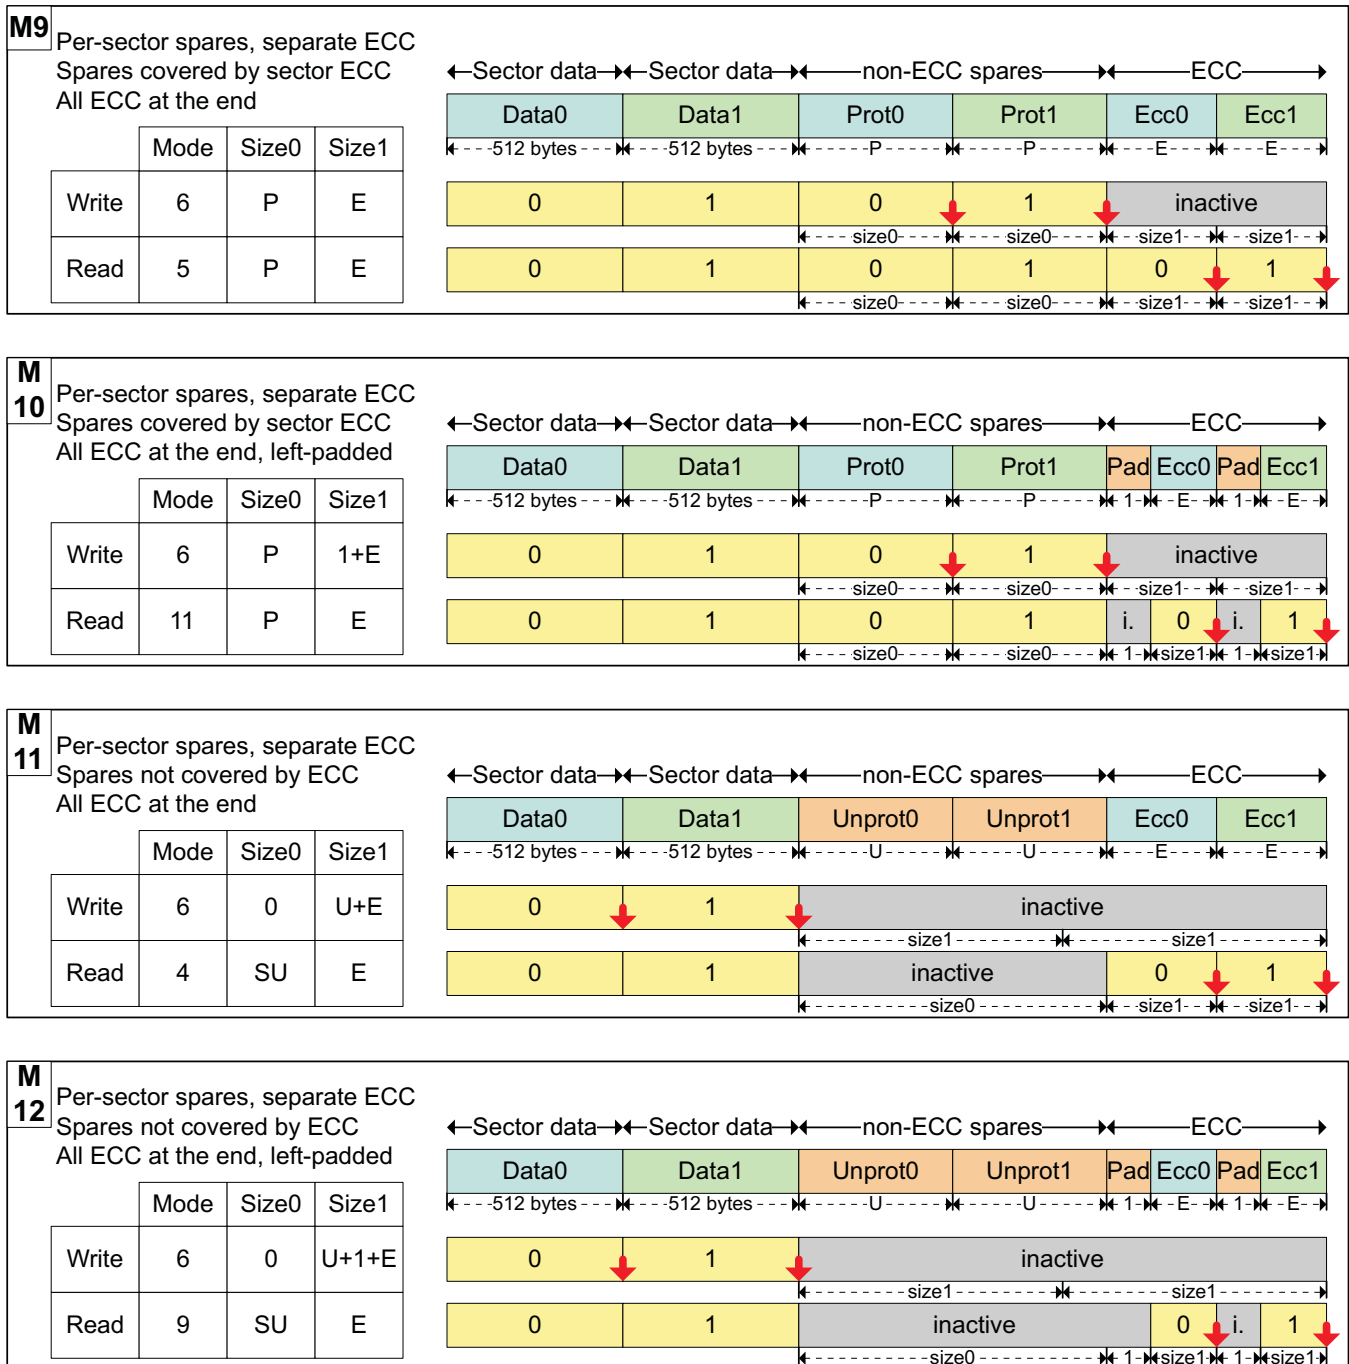 M9
Per-sector spares, separate ECC
Spares covered by sector ECC
All ECC at the end
Mode Size0 Size1
Write 6 P E
Read 5 P E
Sector data Sector data non-ECC spares ECC
Data0 Data1 Prot0 Prot1 Ecc0 Ecc1
512 bytes 512 bytes P P E E
0 1 0 1 inactive
size0 size0 size1 size1
0 1 0 1 0 1
size0 size0 size1 size1
M
10
Per-sector spares, separate ECC
Spares covered by sector ECC
All ECC at the end, left-padded
Mode Size0 Size1
Write 6 P 1+E
Read 11 P E
Sector data Sector data non-ECC spares ECC
Data0 Data1 Prot0 Prot1 Pad Ecc0 Pad Ecc1
512 bytes 512 bytes P P 1 E 1 E
0 1 0 1 inactive
size0 size0 size1 size1
0 1 0 1 i. 0 i. 1
size0 size0 1 size1 1 size1
M
11
Per-sector spares, separate ECC
Spares not covered by ECC
All ECC at the end
Mode Size0 Size1
Write 6 0 U+E
Read 4 SU E
Sector data Sector data non-ECC spares ECC
Data0 Data1 Unprot0 Unprot1 Ecc0 Ecc1
512 bytes 512 bytes U U E E
0 1 inactive
size1 size1
0 1 inactive 0 1
size0 size1 size1
M
12
Per-sector spares, separate ECC
Spares not covered by ECC
All ECC at the end, left-padded
Mode Size0 Size1
Write 6 0 U+1+E
Read 9 SU E
Sector data Sector data non-ECC spares ECC
Data0 Data1 Unprot0 Unprot1 Pad Ecc0 Pad Ecc1
512 bytes 512 bytes U U 1 E 1 E
0 1 inactive
size1 size1
0 1 inactive 0 i. 1
size0 1 size1 1 size1